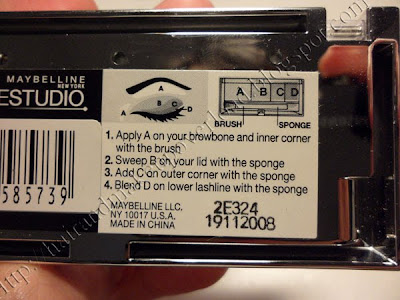 MAYBELLINE
NEW YORK
ESTUDIO.
A
A B C D
A B C D
BRUSH SPONGE
1. Apply A on your browbone and inner corner
with the brush
2. Sweep B on your lid with the sponge
3. Add C on outer corner with the sponge
4. Blend D on lower lashline with the sponge
585739
MAYBELLINE LLC.
NY 10017 U.S.A.
MADE IN CHINA
2E324
19112008